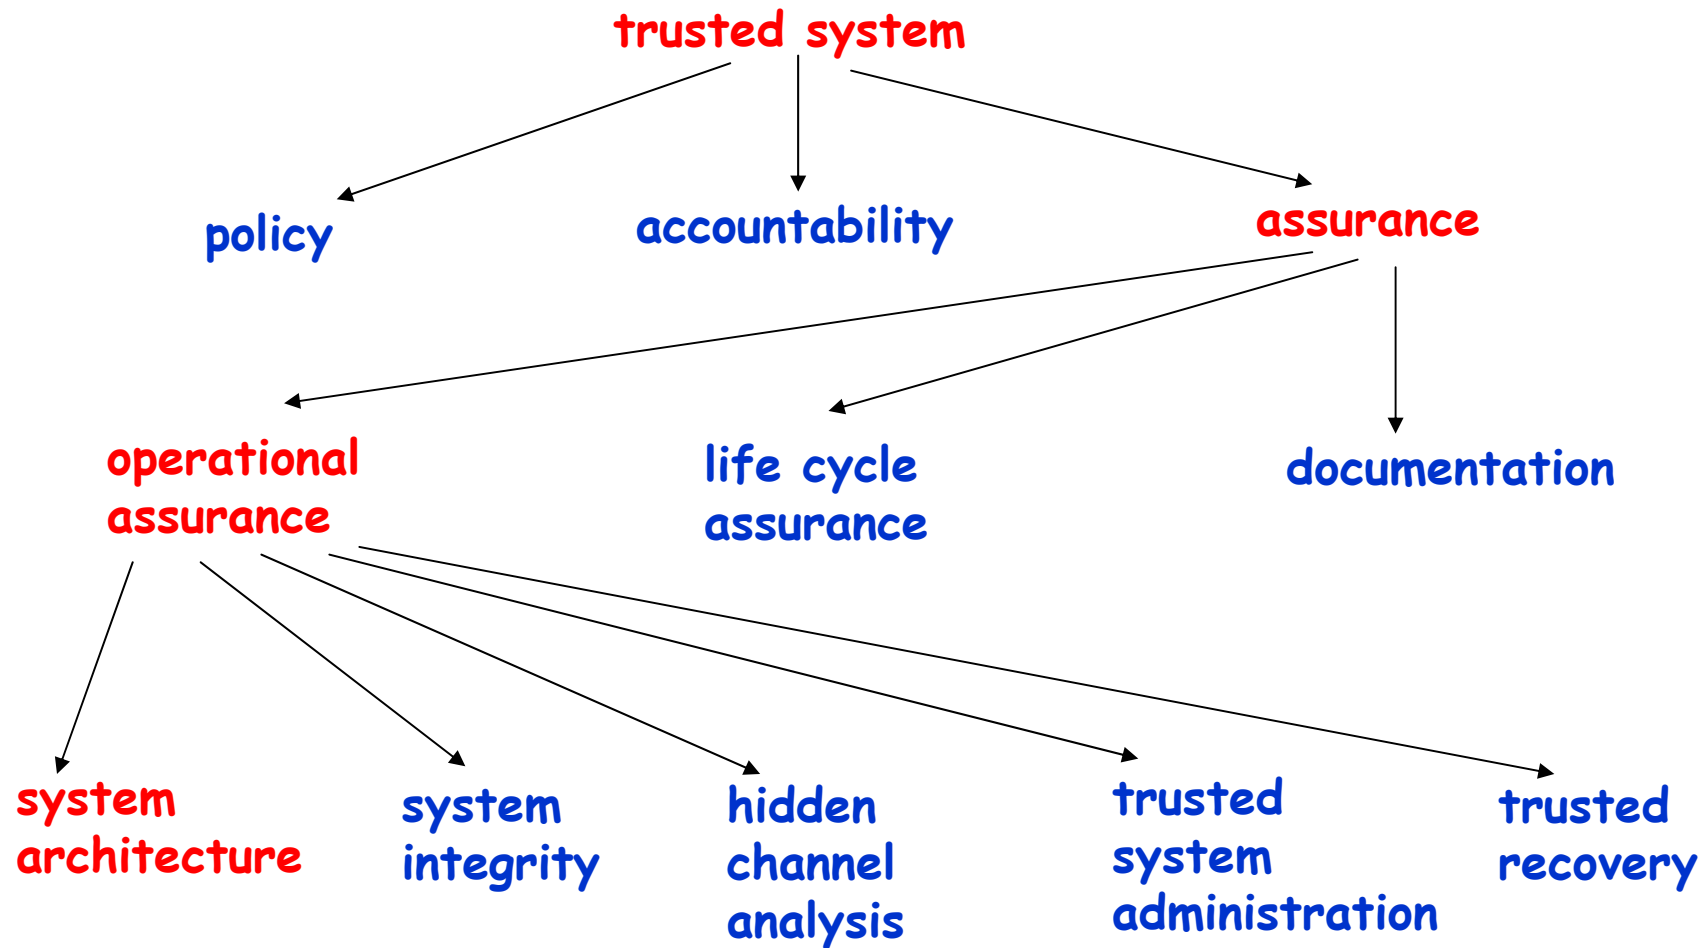 trusted system
policy
accountability
assurance
operational
assurance
life cycle
assurance
documentation
system
architecture
system
integrity
hidden
channel
analysis
trusted
system
administration
trusted
recovery